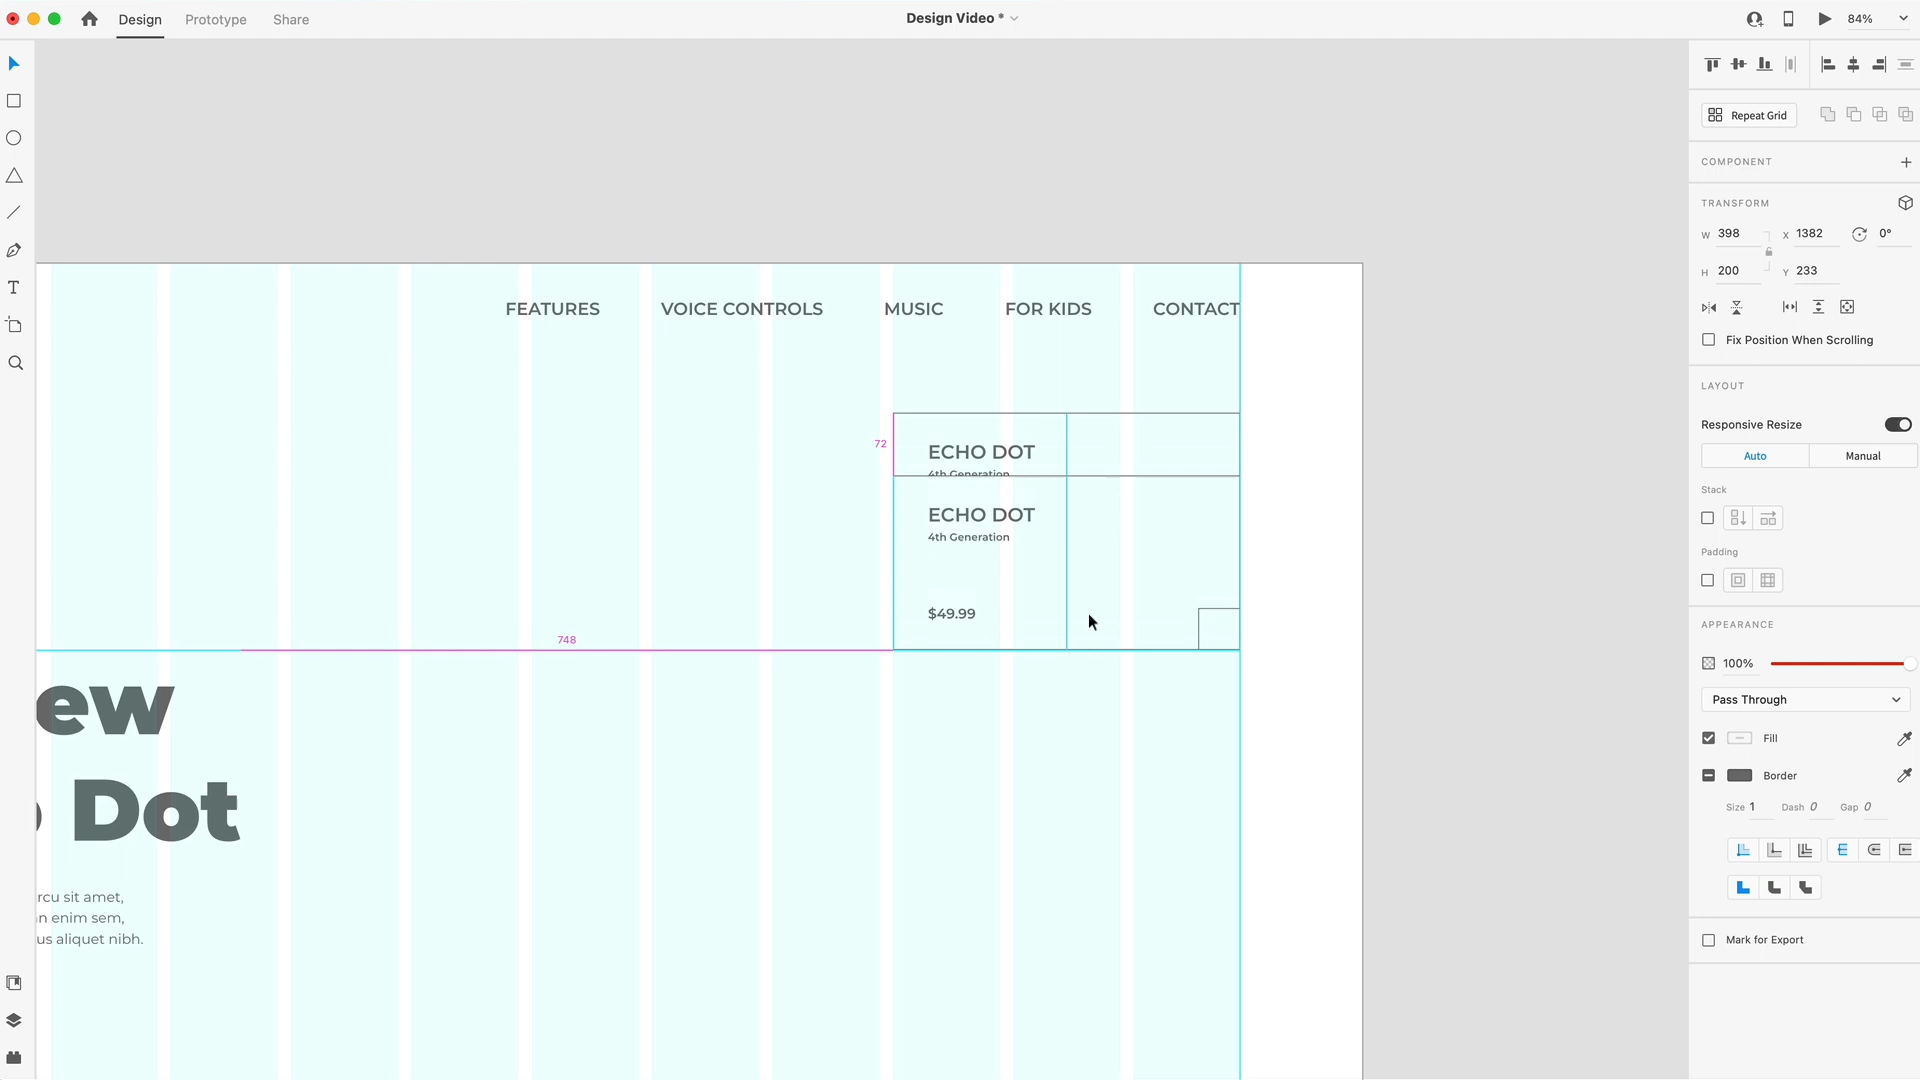 Design
Prototype
Share
Design Video *
84%
Repeat Grid
COMPONENT
TRANSFORM
W 398
X 1382
0°
H 200
Y 233
Fix Position When Scrolling
LAYOUT
Responsive Resize
Auto
Manual
Stack
Padding
APPEARANCE
100%
Pass Through
Fill
Border
Size 1
Dash 0
Gap 0
Mark for Export
FEATURES
VOICE CONTROLS
MUSIC
FOR KIDS
CONTACT
72
ECHO DOT
4th Generation
ECHO DOT
4th Generation
$49.99
748
ew
Dot
rcu sit amet,
n enim sem,
us aliquet nibh.